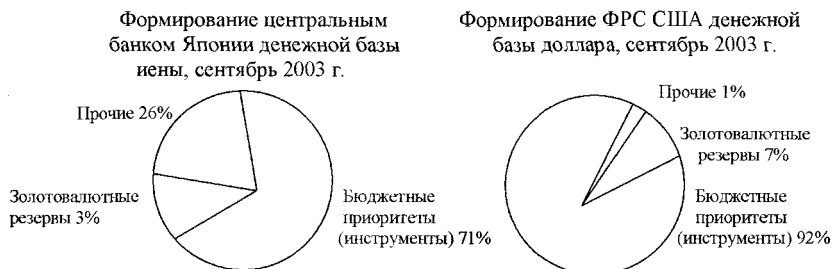 Формирование центральным
банком Японии денежной базы
иены, сентябрь 2003 г.
Прочие 26%
Золотовалютные
резервы 3%
Бюджетные
приоритеты
(инструменты) 71%
Формирование ФРС США денежной
базы доллара, сентябрь 2003 г.
Прочие 1%
Золотовалютные
резервы 7%
Бюджетные
приоритеты
(инструменты) 92%